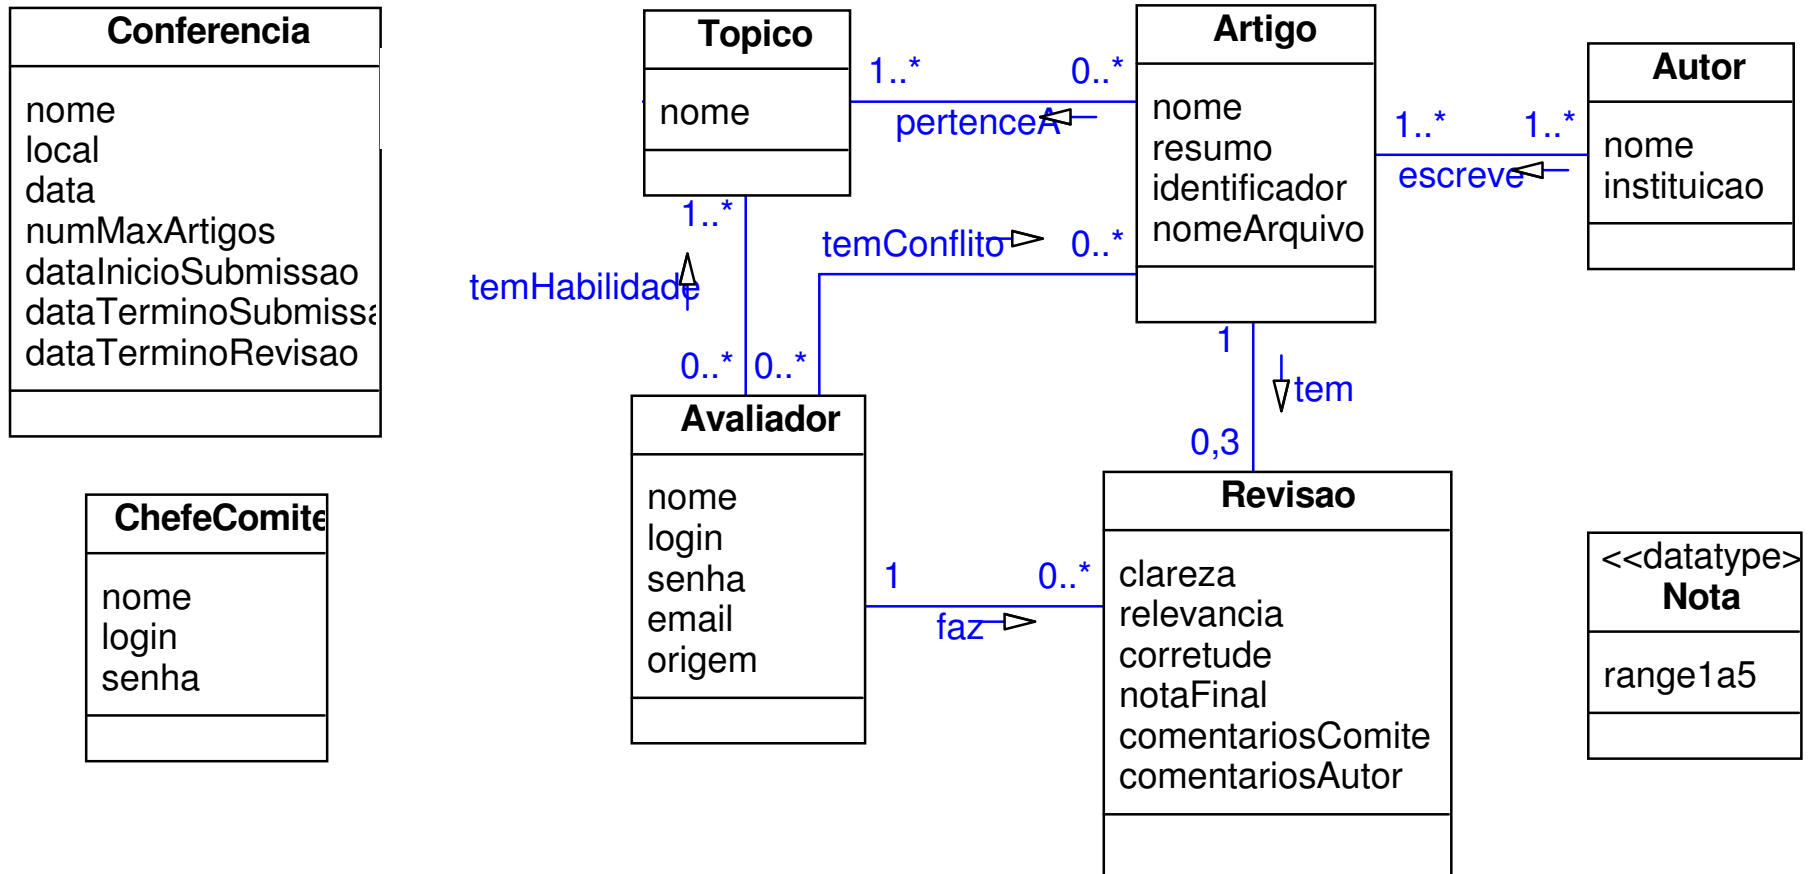 Conferencia
nome
local
data
numMaxArtigos
dataInicioSubmissao
dataTerminoSubmissa
dataTerminoRevisao
ChefeComite
nome
login
senha
Topico
nome
1..*
0..*
pertenceA
Artigo
nome
resumo
identificador
nomeArquivo
1..*
1..*
escreve
Autor
nome
instituicao
1..*
temHabilidade
0..*
temConflito
0..*
0..*
1
tem
0,3
Avaliador
nome
login
senha
email
origem
1
0..*
faz
Revisao
clareza
relevancia
corretude
notaFinal
comentariosComite
comentariosAutor
<<datatype>
Nota
range1a5